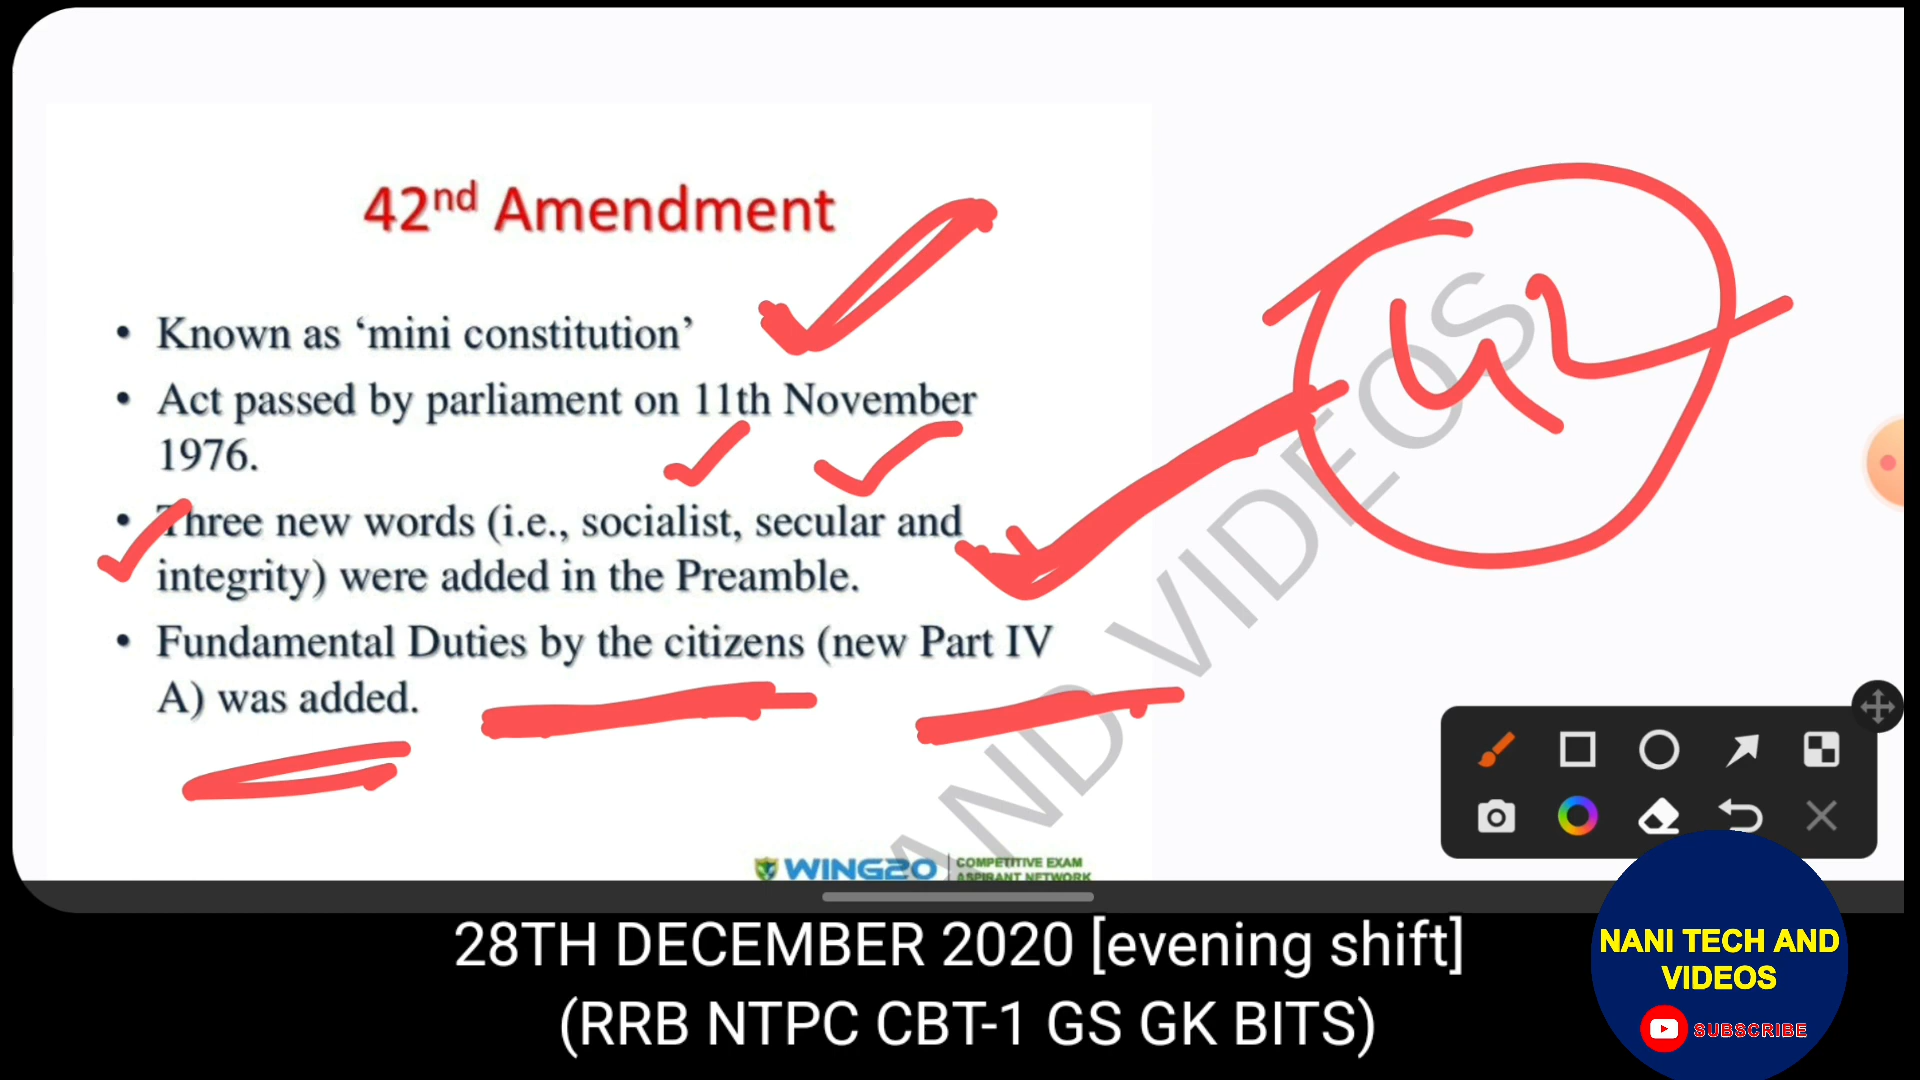 42nd Amendment
• Known as ‘mini constitution’
• Act passed by parliament on 11th November
1976.
• Three new words (i.e., socialist, secular and
integrity) were added in the Preamble.
• Fundamental Duties by the citizens (new Part IV
A) was added.
42
AND VIDEOS
WING20
COMPETITIVE EXAM
ASPIRANT NETWORK
28TH DECEMBER 2020 [evening shift]
(RRB NTPC CBT-1 GS GK BITS)
NANI TECH AND
VIDEOS
SUBSCRIBE